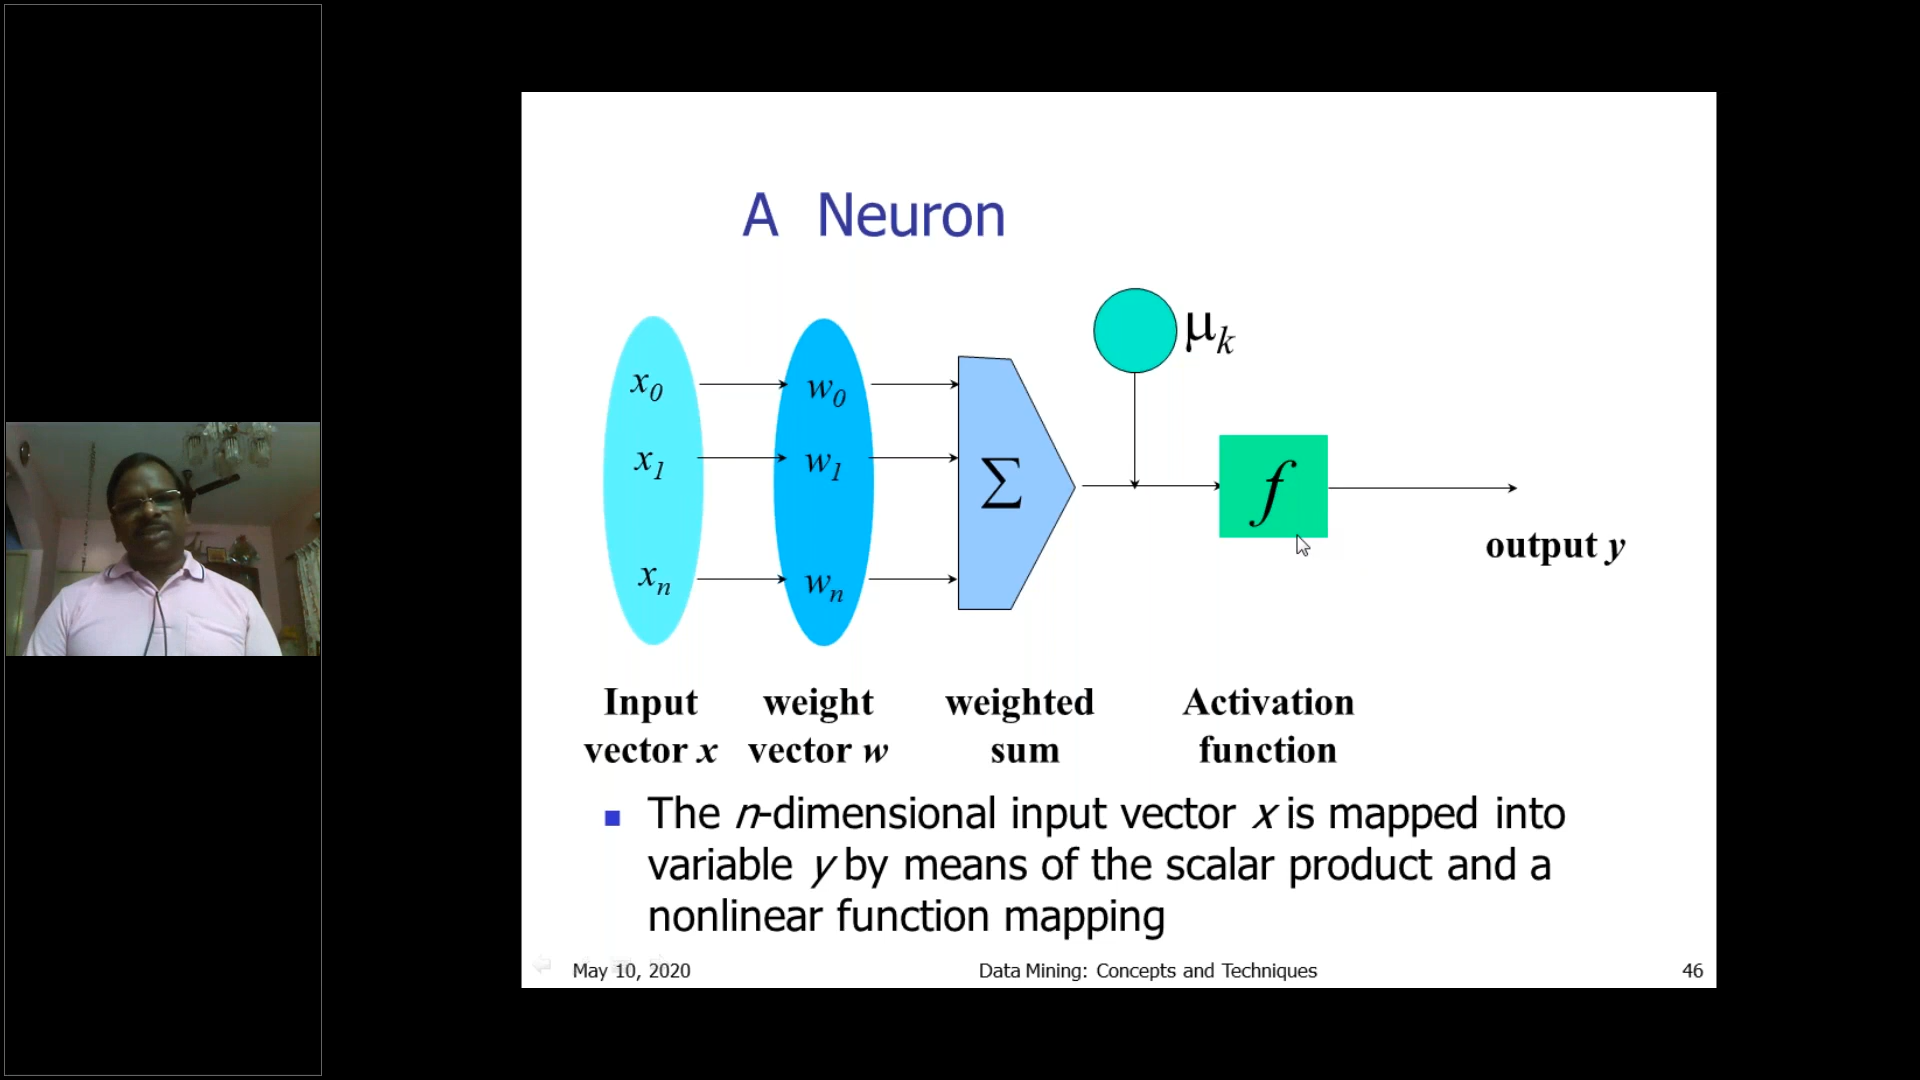 A Neuron
μk
x0
w0
x1
w1
Σ
f
xn
wn
output y
Input
vector x
weight
vector w
weighted
sum
Activation
function
The n-dimensional input vector x is mapped into
variable y by means of the scalar product and a
nonlinear function mapping
May 10, 2020
Data Mining: Concepts and Techniques
46